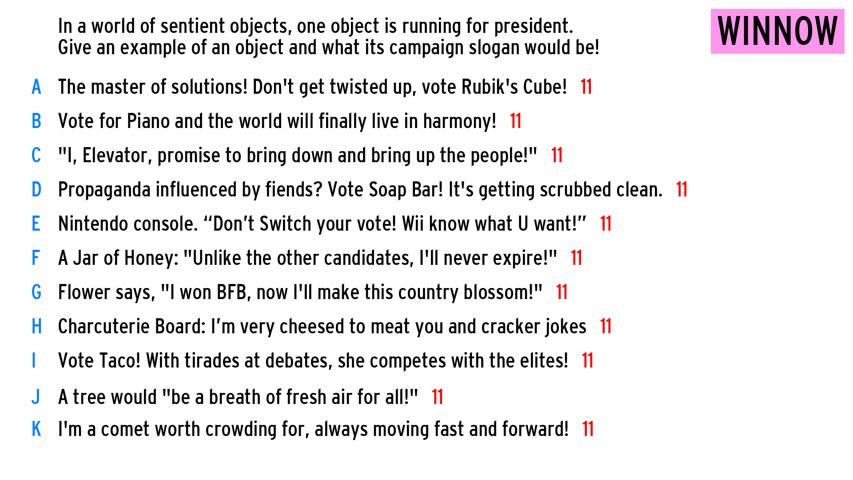 In a world of sentient objects, one object is running for president.
Give an example of an object and what its campaign slogan would be!
WINNOW
A The master of solutions! Don't get twisted up, vote Rubik's Cube! 11
B Vote for Piano and the world will finally live in harmony! 11
C "I, Elevator, promise to bring down and bring up the people!" 11
D Propaganda influenced by fiends? Vote Soap Bar! It's getting scrubbed clean. 11
E Nintendo console. “Don’t Switch your vote! Wii know what U want!” 11
F A Jar of Honey: "Unlike the other candidates, I'll never expire!" 11
G Flower says, "I won BFB, now I'll make this country blossom!" 11
H Charcuterie Board: I’m very cheesed to meat you and cracker jokes 11
I Vote Taco! With tirades at debates, she competes with the elites! 11
J A tree would "be a breath of fresh air for all!" 11
K I'm a comet worth crowding for, always moving fast and forward! 11